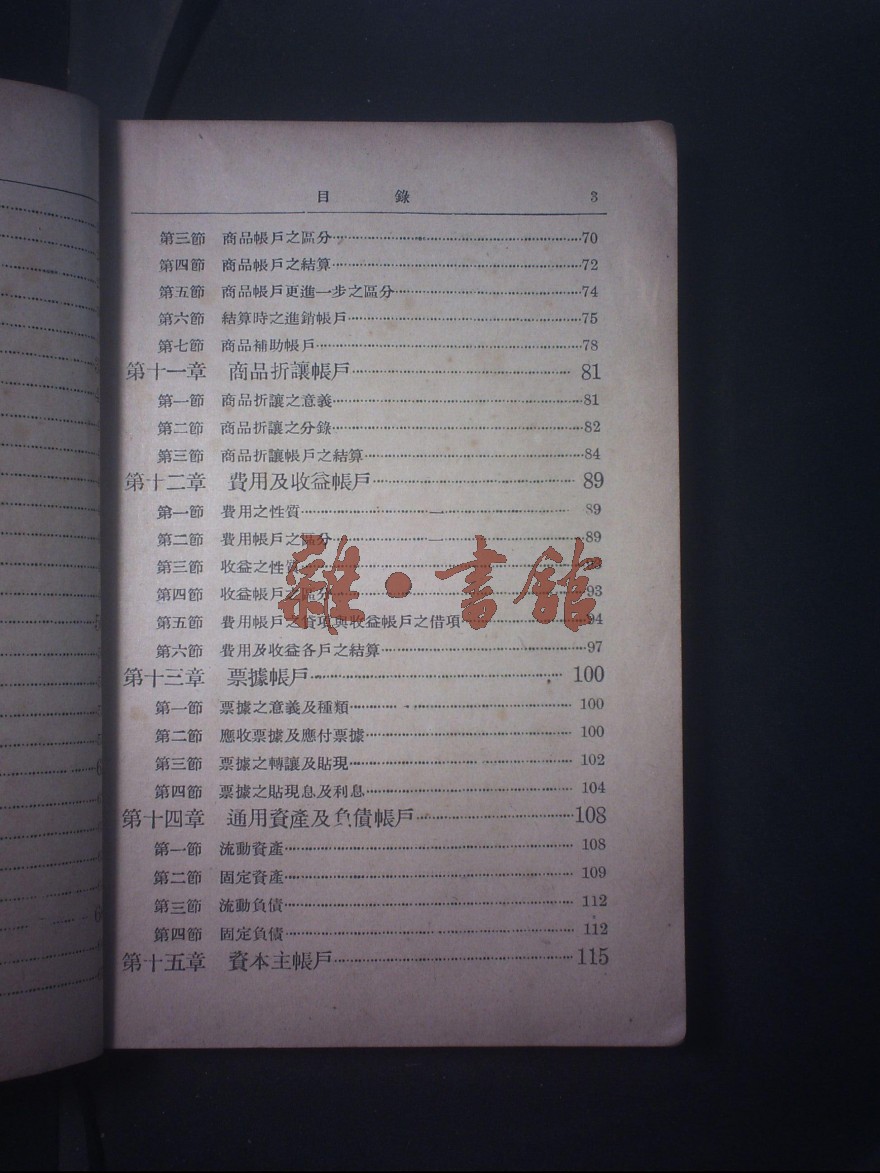 目 錄 3
第三節 商品帳戶之區分 70
第四節 商品帳戶之結算 72
第五節 商品帳戶更進一步之區分 74
第六節 結算時之進銷帳戶 75
第七節 商品補助帳戶 78
第十一章 商品折讓帳戶 81
第一節 商品折讓之意義 81
第二節 商品折讓之分錄 82
第三節 商品折讓帳戶之結算 84
第十二章 費用及收益帳戶 89
第一節 費用之性質 89
第二節 費用帳戶之區分 89
第三節 收益之性質
第四節 收益帳戶之區分 93
第五節 費用帳戶之貸項與收益帳戶之借項 94
第六節 費用及收益各戶之結算 97
第十三章 票據帳戶 100
第一節 票據之意義及種類 100
第二節 應收票據及應付票據 100
第三節 票據之轉讓及貼現 102
第四節 票據之貼現息及利息 104
第十四章 通用資產及負債帳戶 108
第一節 流動資產 108
第二節 固定資產 109
第三節 流動負債 112
第四節 固定負債 112
第十五章 資本主帳戶 115
雜·書館